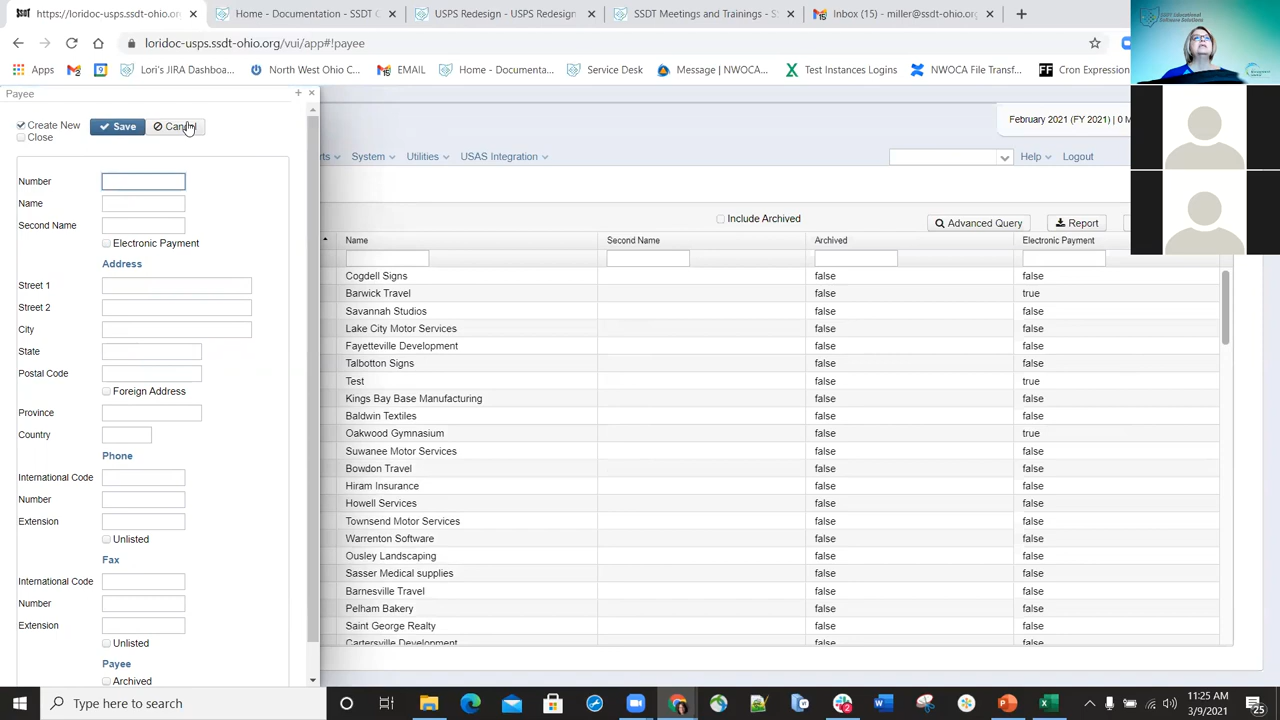 https://loridoc-usps.ssdt-ohio.org/
Home - Documentation - SSDT C
USPS Redesign - USPS Redesign
SSDT Meetings and Trainings - S
Inbox (15) - miller@ssdt-ohio.org
loridoc-usps.ssdt-ohio.org/vui/app#!payee
Apps
Lori's JIRA Dashboa...
North West Ohio C...
EMAIL
Home - Documenta...
Service Desk
Message | NWOCA...
Test Instances Logins
NWOCA File Transf...
Cron Expression
Payee
Create New
Close
Save
Cancel
February 2021 (FY 2021) | 0 M
rts
System
Utilities
USAS Integration
Help
Logout
Include Archived
Advanced Query
Report
Name
Second Name
Archived
Electronic Payment
Number
Name
Second Name
Electronic Payment
Address
Street 1
Street 2
City
State
Postal Code
Foreign Address
Province
Country
Phone
International Code
Number
Extension
Unlisted
Fax
International Code
Number
Extension
Unlisted
Payee
Archived
Cogdell Signs false false
Barwick Travel false true
Savannah Studios false false
Lake City Motor Services false false
Fayetteville Development false false
Talbotton Signs false false
Test false true
Kings Bay Base Manufacturing false false
Baldwin Textiles false false
Oakwood Gymnasium false true
Suwanee Motor Services false false
Bowdon Travel false false
Hiram Insurance false false
Howell Services false false
Townsend Motor Services false false
Warrenton Software false false
Ousley Landscaping false false
Sasser Medical supplies false false
Barnesville Travel false false
Pelham Bakery false false
Saint George Realty false false
Cartersville Development false false
Type here to search
11:25 AM
3/9/2021
25